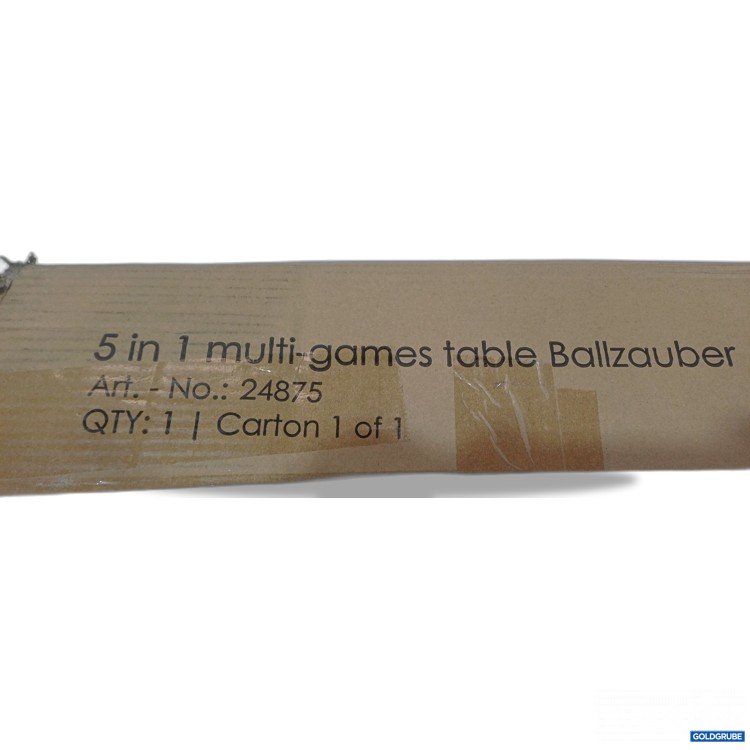 5 in 1 multi-games table Ballzauber
Art. - No.: 24875
QTY: 1 | Carton 1 of 1
GOLDGRUBE